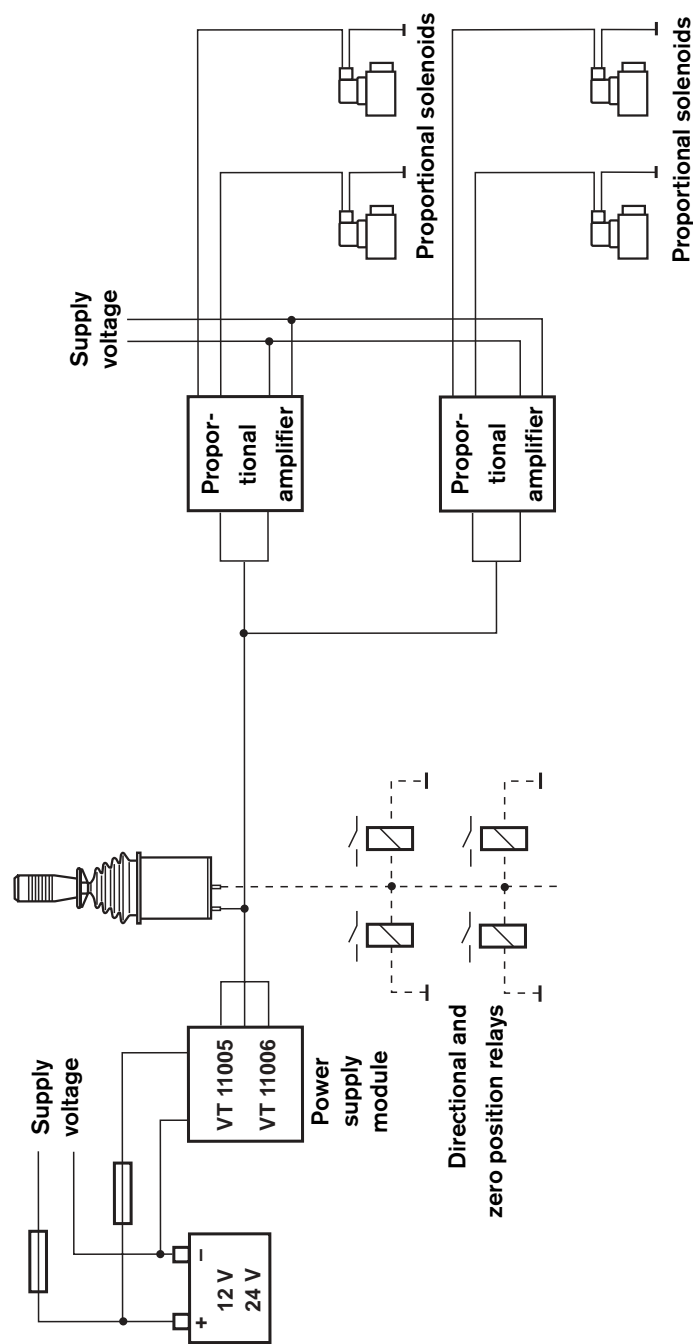 +
–
12 V
24 V
Supply
voltage
VT 11005
VT 11006
Power
supply
module
Directional and
zero position relays
Supply
voltage
Propor-
tional
amplifier
Propor-
tional
amplifier
Proportional solenoids
Proportional solenoids